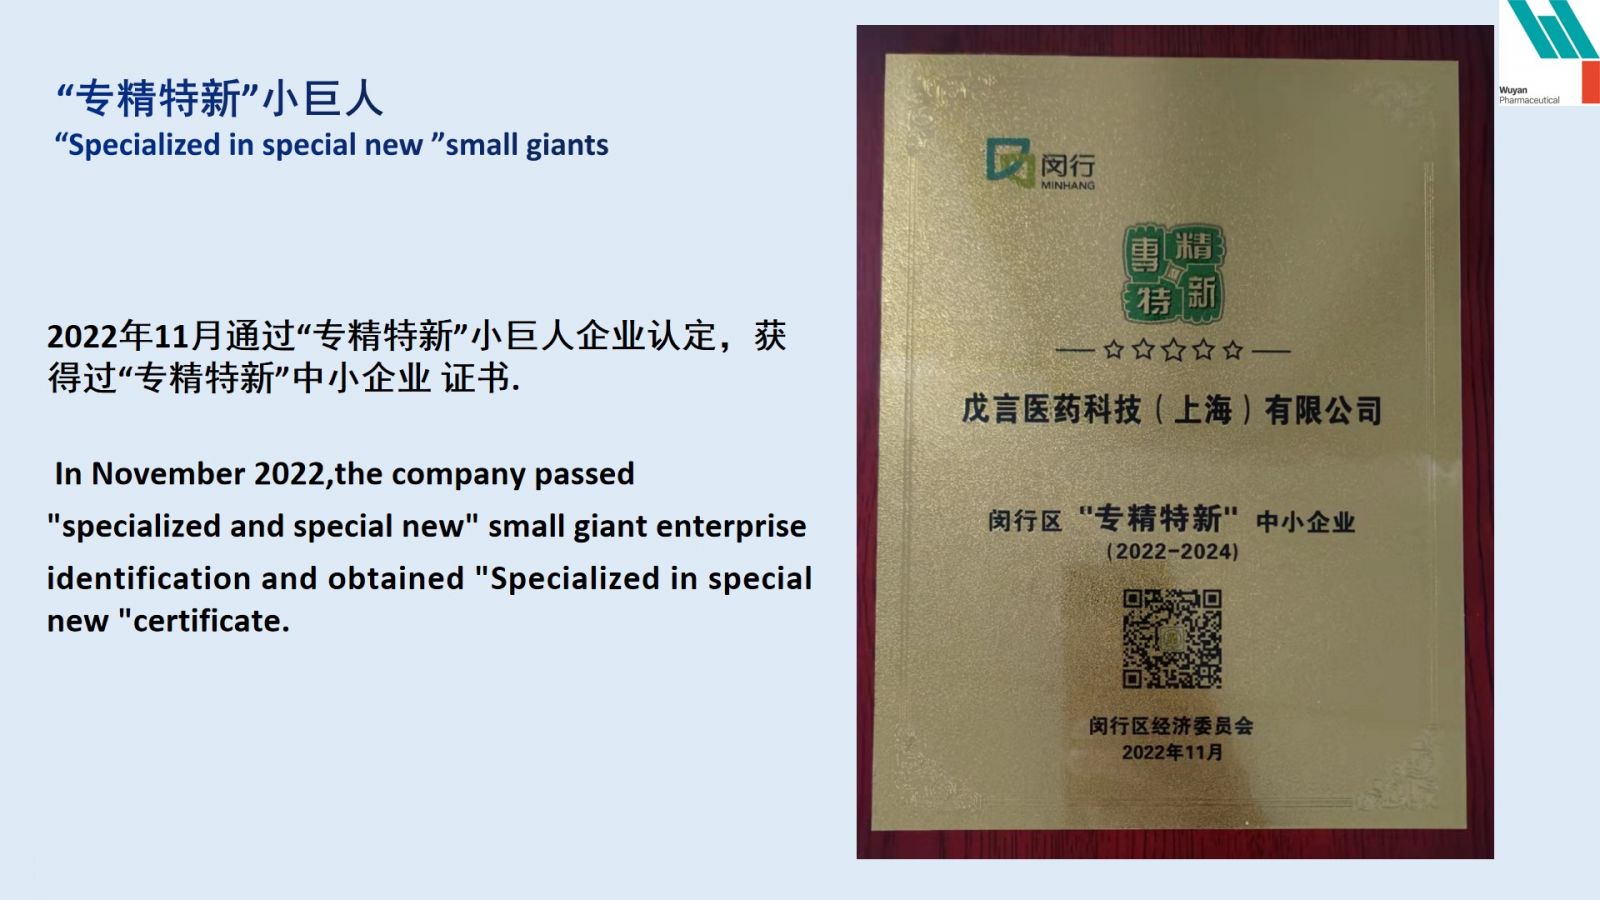 “专精特新”小巨人
“Specialized in special new ”small giants
2022年11月通过“专精特新”小巨人企业认定，获
得过“专精特新”中小企业 证书.
In November 2022,the company passed
"specialized and special new" small giant enterprise
identification and obtained "Specialized in special
new "certificate.
闵行
MINHANG
專精
特新
戊言医药科技（上海）有限公司
闵行区 "专精特新" 中小企业
(2022-2024)
闵行区经济委员会
2022年11月
Wuyan
Pharmaceutical